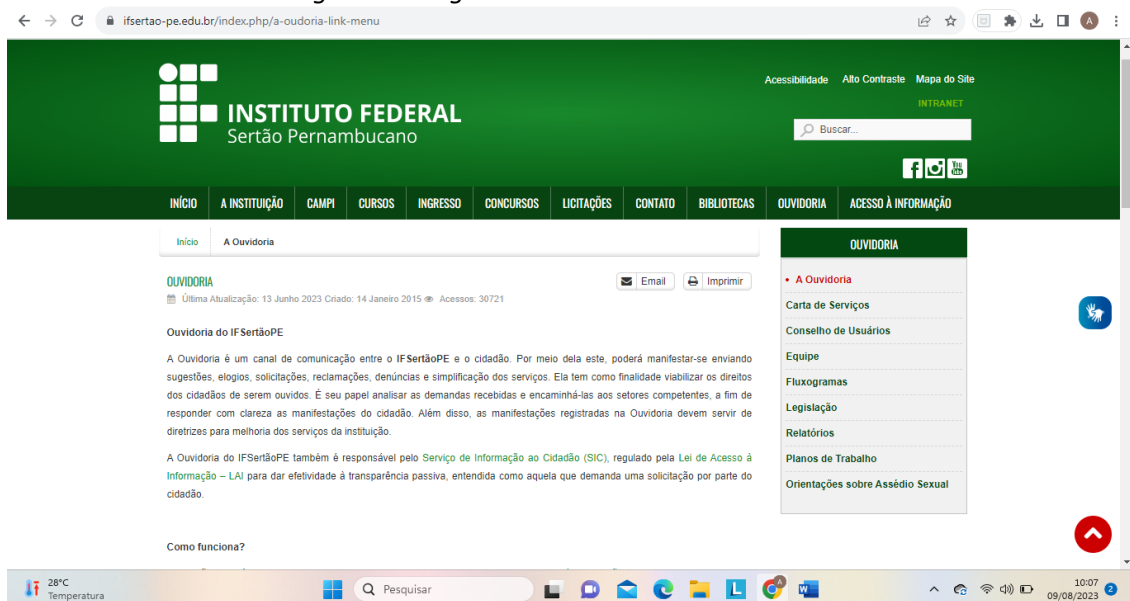 ifsertao-pe.edu.br/index.php/a-oudoria-link-menu
A
Acessibilidade Alto Contraste Mapa do Site
INTRANET
INSTITUTO FEDERAL
Sertão Pernambucano
Buscar...
You
Tube
INÍCIO A INSTITUIÇÃO CAMPI CURSOS INGRESSO CONCURSOS LICITAÇÕES CONTATO BIBLIOTECAS OUVIDORIA ACESSO À INFORMAÇÃO
Início A Ouvidoria
OUVIDORIA
Email Imprimir
Última Atualização: 13 Junho 2023 Criado: 14 Janeiro 2015 Acessos: 30721
Ouvidoria do IFSertãoPE
A Ouvidoria é um canal de comunicação entre o IFSertãoPE e o cidadão. Por meio dela este, poderá manifestar-se enviando
sugestões, elogios, solicitações, reclamações, denúncias e simplificação dos serviços. Ela tem como finalidade viabilizar os direitos
dos cidadãos de serem ouvidos. É seu papel analisar as demandas recebidas e encaminhá-las aos setores competentes, a fim de
responder com clareza as manifestações do cidadão. Além disso, as manifestações registradas na Ouvidoria devem servir de
diretrizes para melhoria dos serviços da instituição.
A Ouvidoria do IFSertãoPE também é responsável pelo Serviço de Informação ao Cidadão (SIC), regulado pela Lei de Acesso à
Informação – LAI para dar efetividade à transparência passiva, entendida como aquela que demanda uma solicitação por parte do
cidadão.
Como funciona?
OUVIDORIA
• A Ouvidoria
Carta de Serviços
Conselho de Usuários
Equipe
Fluxogramas
Legislação
Relatórios
Planos de Trabalho
Orientações sobre Assédio Sexual
28°C
Temperatura
Pesquisar
L
W
10:07
09/08/2023
2